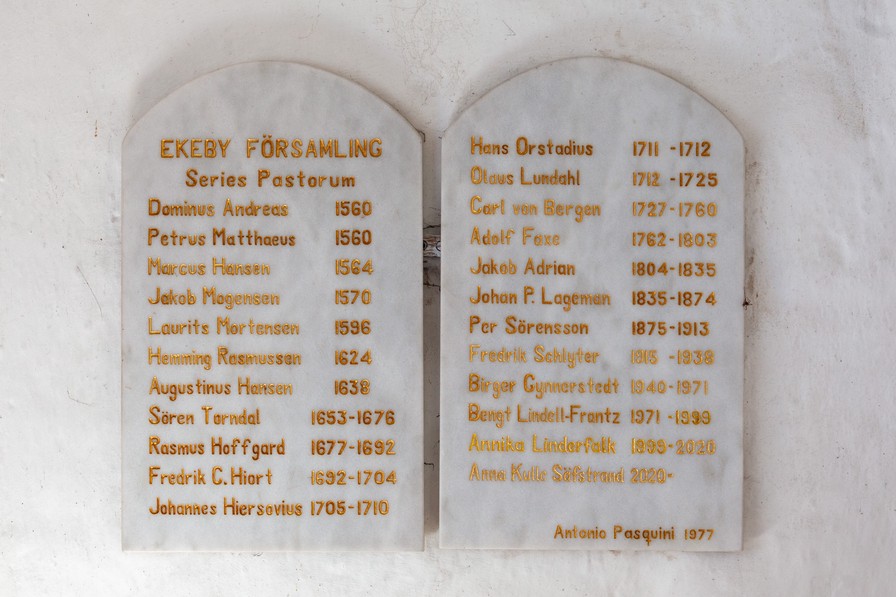 EKEBY FÖRSAMLING
Series Pastorum
Dominus Andreas 1560
Petrus Matthaeus 1560
Marcus Hansen 1564
Jakob Mogensen 1570
Laurits Mortensen 1596
Hemming Rasmussen 1624
Augustinus Hansen 1638
Sören Torndal 1653-1676
Rasmus Hoffgard 1677-1692
Fredrik C. Hiort 1692-1704
Johannes Hiersovius 1705-1710
Hans Orstadius 1711 -1712
Olaus Lundahl 1712 -1725
Carl von Bergen 1727-1760
Adolf Faxe 1762-1803
Jakob Adrian 1804-1835
Johan P. Lageman 1835-1874
Per Sörensson 1875-1913
Fredrik Schlyter 1915 -1938
Birger Gynnerstedt 1940-1971
Bengt Lindell-Frantz 1971 -1999
Annika Linderfalk 1999-2020
Anna Kulle Säfstrand 2020-
Antonio Pasquini 1977